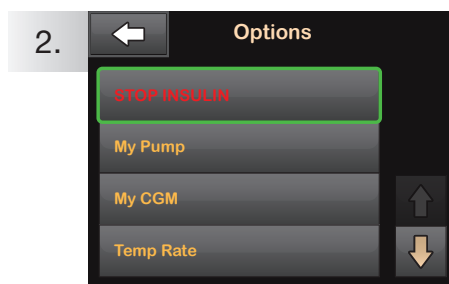 2.
Options
STOP INSULIN
My Pump
My CGM
Temp Rate